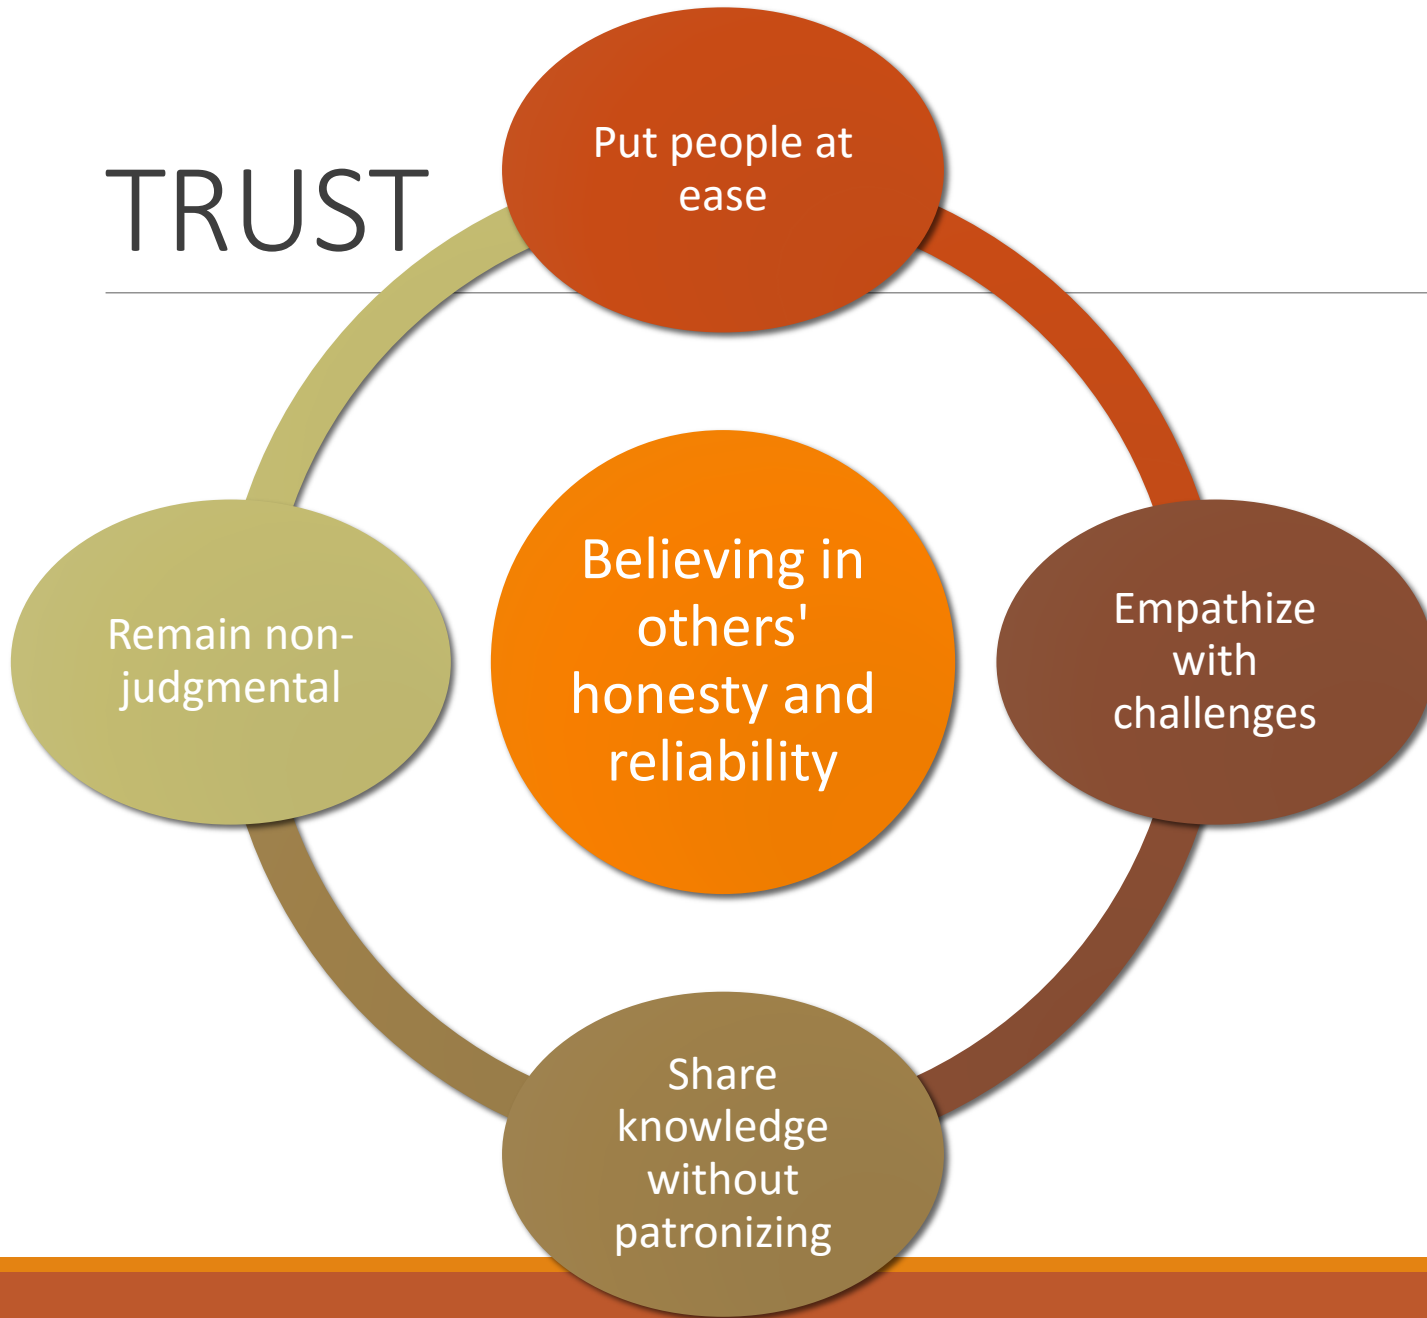 TRUST
Put people at
ease
Believing in
others'
honesty and
reliability
Empathize
with
challenges
Share
knowledge
without
patronizing
Remain non-
judgmental